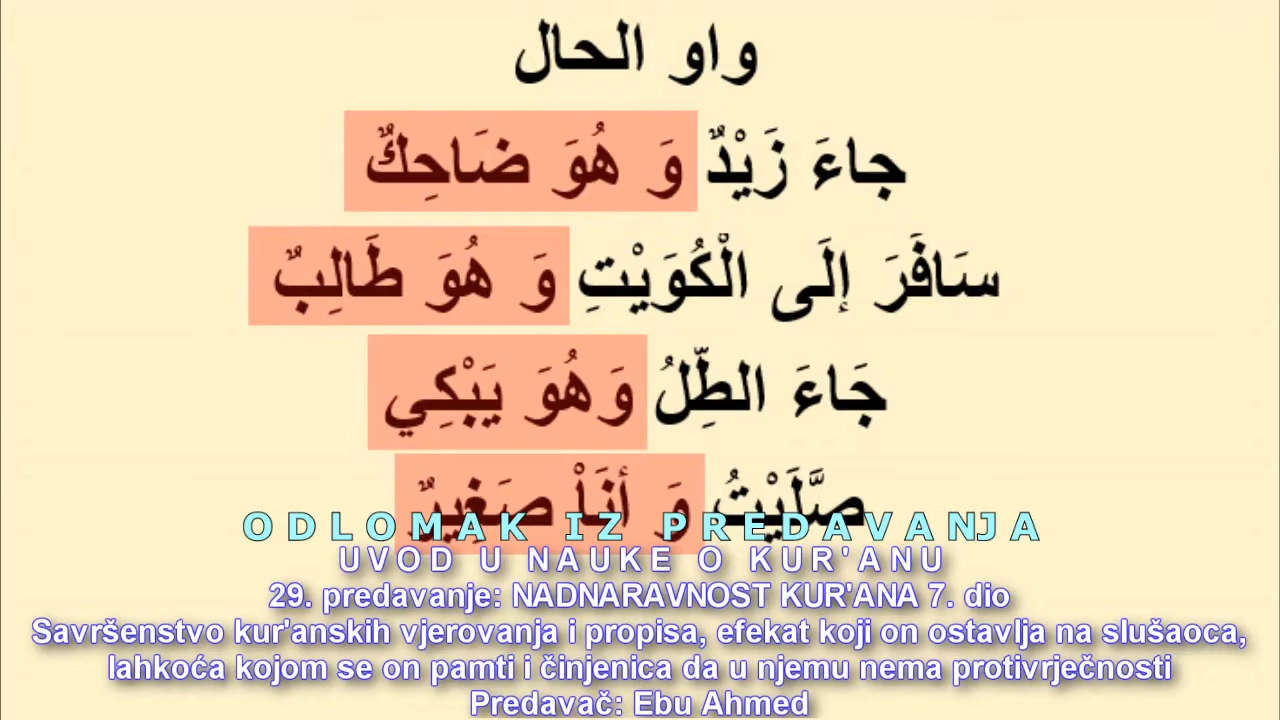 واو الحال
جاءَ زَيْدٌ وَ هُوَ ضَاحِكٌ
سَافَرَ إلَى الْكُوَيْتِ وَ هُوَ طَالِبٌ
جَاءَ الطِّلُ وَهُوَ يَبْكِي
صَّلَيْتُ وَ أنَاْ صَغِيرٌ
ODLOMAK IZ PREDAVANJA
UVOD U NAUKE O KUR'ANU
29. predavanje: NADNARAVNOST KUR'ANA 7. dio
Savršenstvo kur'anskih vjerovanja i propisa, efekat koji on ostavlja na slušaoca,
lahkoća kojom se on pamti i činjenica da u njemu nema protivrječnosti
Predavač: Ebu Ahmed